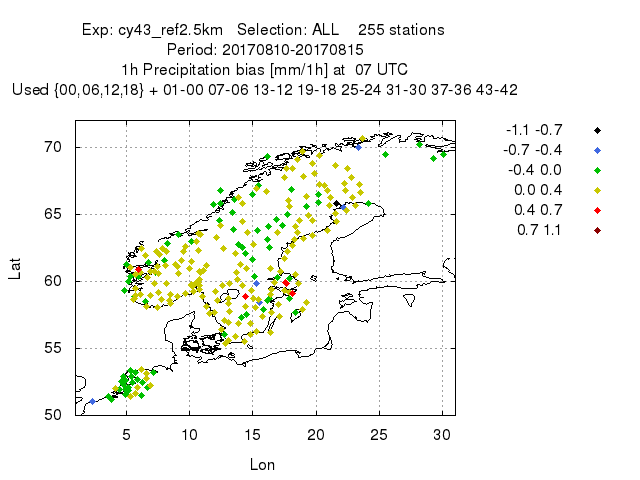 Exp: cy43_ref2.5km   Selection: ALL    255 stations
Period: 20170810-20170815
1h Precipitation bias [mm/1h] at  07 UTC
Used {00,06,12,18} + 01-00 07-06 13-12 19-18 25-24 31-30 37-36 43-42
-1.1 -0.7
-0.7 -0.4
-0.4 0.0
0.0 0.4
0.4 0.7
0.7 1.1
Lat
70
65
60
55
50
5 10 15 20 25 30
Lon